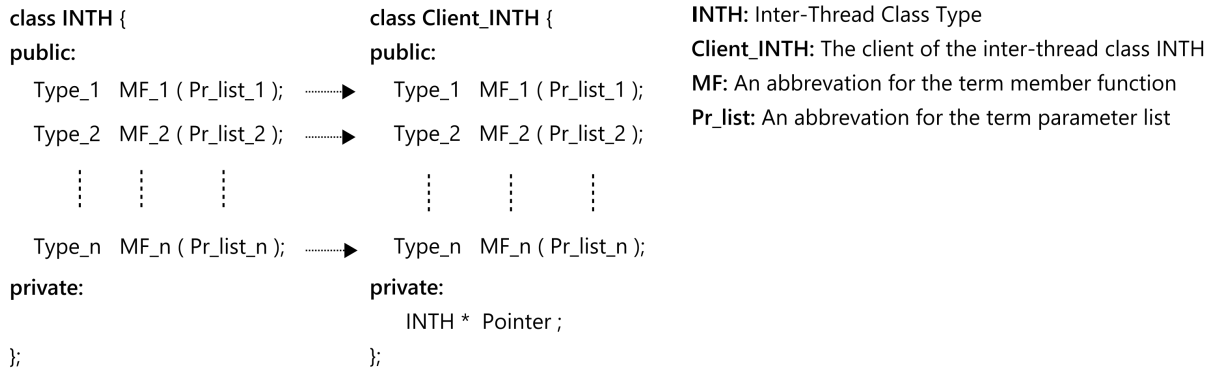 class INTH {
public:
Type_1 MF_1 ( Pr_list_1 );
Type_2 MF_2 ( Pr_list_2 );
Type_n MF_n ( Pr_list_n );
private:
};
class Client_INTH {
public:
Type_1 MF_1 ( Pr_list_1 );
Type_2 MF_2 ( Pr_list_2 );
Type_n MF_n ( Pr_list_n );
private:
INTH * Pointer ;
};
INTH: Inter-Thread Class Type
Client_INTH: The client of the inter-thread class INTH
MF: An abbrevation for the term member function
Pr_list: An abbrevation for the term parameter list